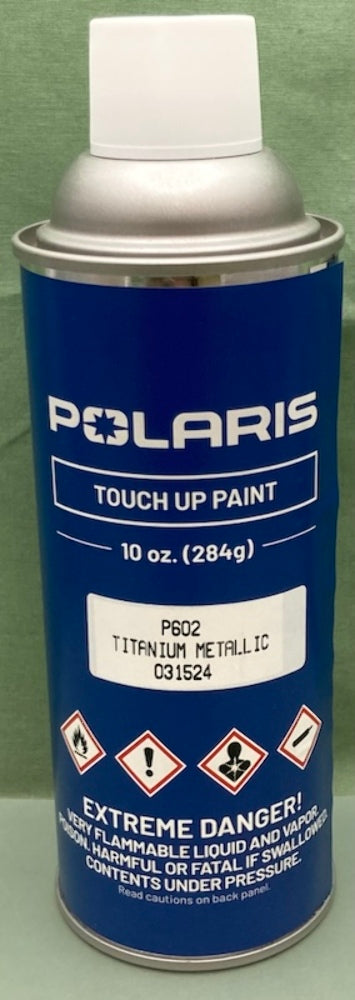 POLARIS
TOUCH UP PAINT
10 oz. (284g)
P602
TITANIUM METALLIC
031524
EXTREME DANGER!
VERY FLAMMABLE LIQUID AND VAPOR.
POISON. HARMFUL OR FATAL IF SWALLOWED.
CONTENTS UNDER PRESSURE.
Read cautions on back panel.